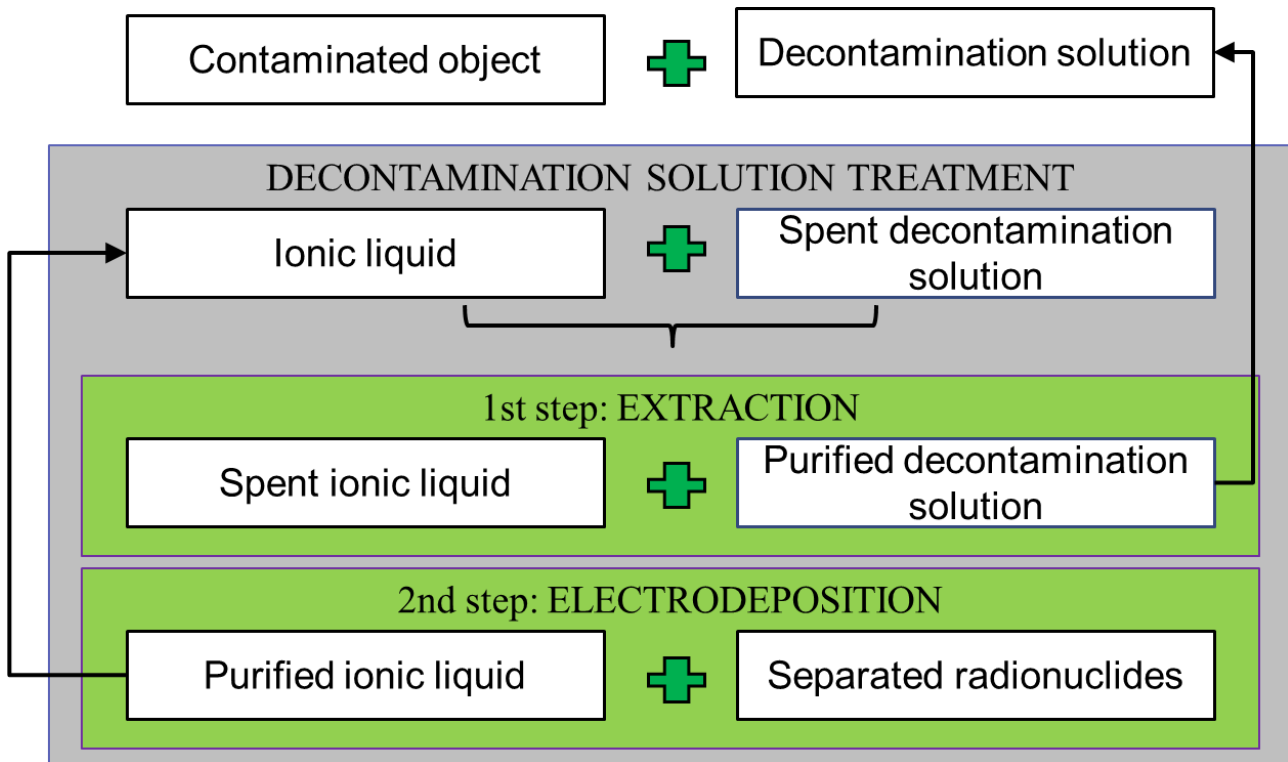 Contaminated object
Decontamination solution
DECONTAMINATION SOLUTION TREATMENT
Ionic liquid
Spent decontamination
solution
1st step: EXTRACTION
Spent ionic liquid
Purified decontamination
solution
2nd step: ELECTRODEPOSITION
Purified ionic liquid
Separated radionuclides